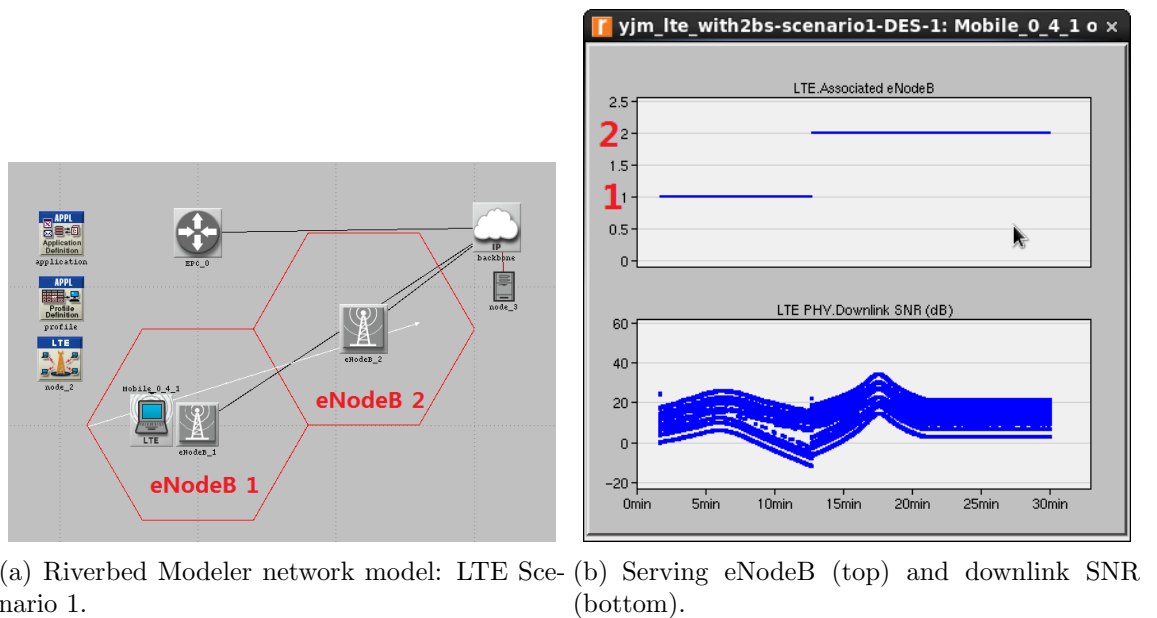 APPL
Application
Definition
application
APPL
Profile
Definition
profile
LTE
node_2
EPC_0
IP
backbone
node_3
eNodeB_2
eNodeB 2
Mobile_0_4_1
LTE
eNodeB_1
eNodeB 1
(a) Riverbed Modeler network model: LTE Sce-
nario 1.
r yjm_lte_with2bs-scenario1-DES-1: Mobile_0_4_1 o ×
LTE.Associated eNodeB
2.5
2 2
1.5
1 1
0.5
0
LTE PHY.Downlink SNR (dB)
60
40
20
0
-20
0min 5min 10min 15min 20min 25min 30min
(b) Serving eNodeB (top) and downlink SNR
(bottom).